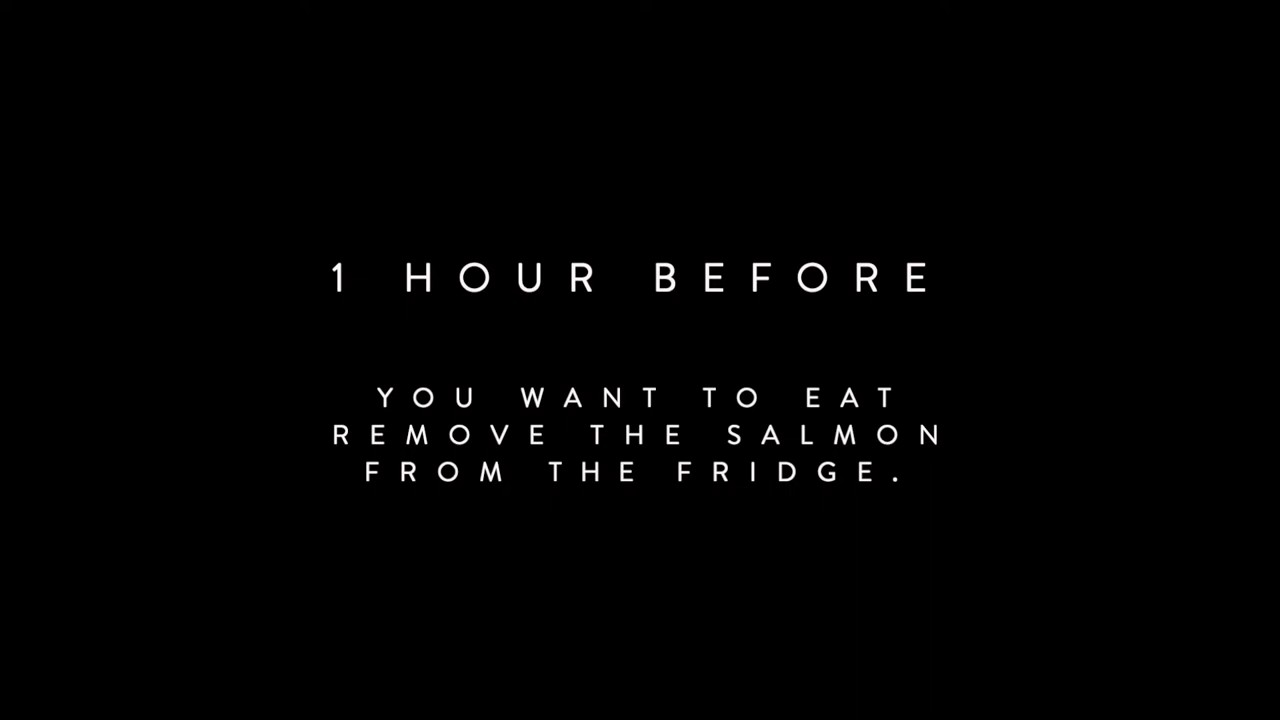 1 HOUR BEFORE
YOU WANT TO EAT
REMOVE THE SALMON
FROM THE FRIDGE.